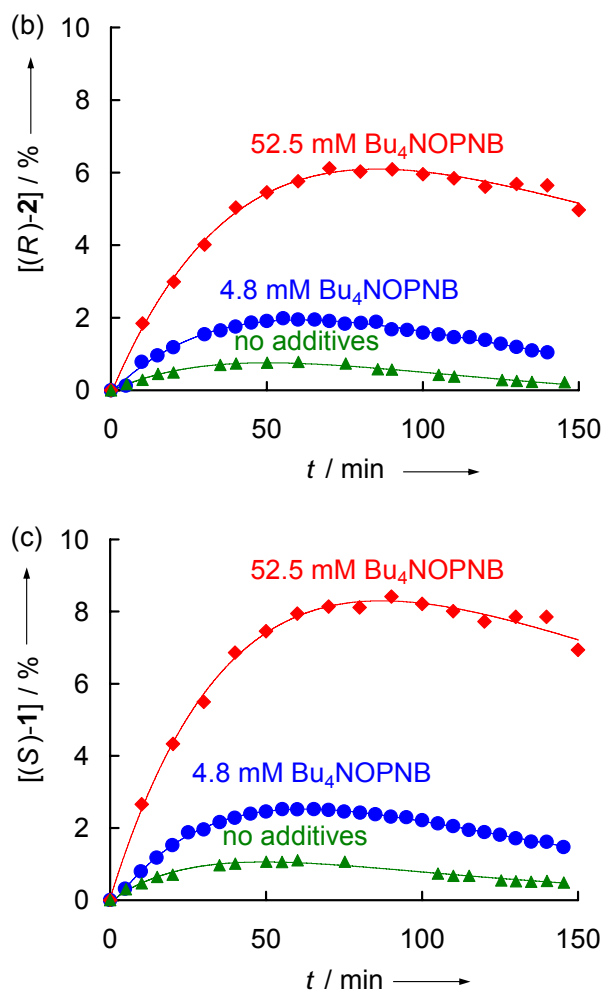 (b)
10
8
6
4
2
0
[(R)-2] / %
52.5 mM Bu₄NOPNB
4.8 mM Bu₄NOPNB
no additives
0 50 100 150
t / min
(c)
10
8
6
4
2
0
[(S)-1] / %
52.5 mM Bu₄NOPNB
4.8 mM Bu₄NOPNB
no additives
0 50 100 150
t / min